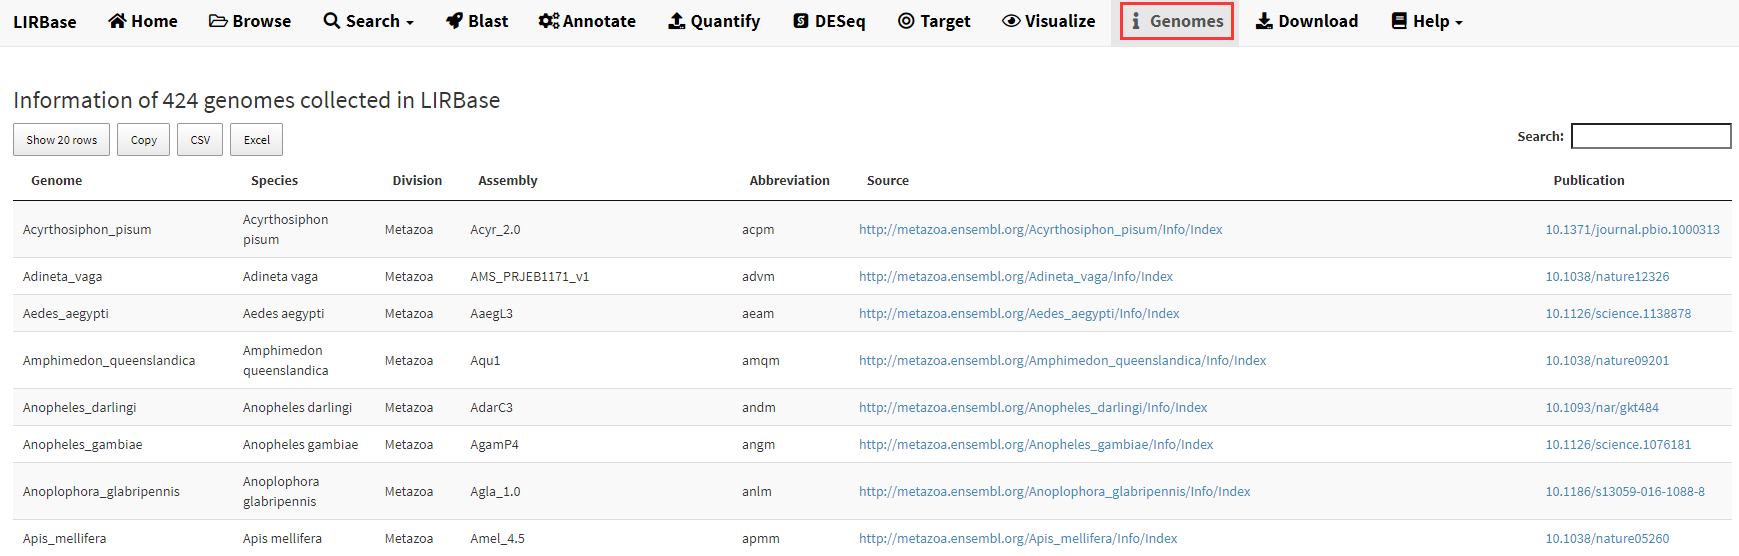 LIRBase Home Browse Search Blast Annotate Quantify DESeq Target Visualize Genomes Download Help
Information of 424 genomes collected in LIRBase
Show 20 rows Copy CSV Excel Search:
Genome Species Division Assembly Abbreviation Source Publication
Acyrthosiphon_pisum Acyrthosiphon pisum Metazoa Acyr_2.0 acpm http://metazoa.ensembl.org/Acyrthosiphon_pisum/Info/Index 10.1371/journal.pbio.1000313
Adineta_vaga Adineta vaga Metazoa AMS_PRJEB1171_v1 advm http://metazoa.ensembl.org/Adineta_vaga/Info/Index 10.1038/nature12326
Aedes_aegypti Aedes aegypti Metazoa AaegL3 aeam http://metazoa.ensembl.org/Aedes_aegypti/Info/Index 10.1126/science.1138878
Amphimedon_queenslandica Amphimedon queenslandica Metazoa Aqu1 amqm http://metazoa.ensembl.org/Amphimedon_queenslandica/Info/Index 10.1038/nature09201
Anopheles_darlingi Anopheles darlingi Metazoa AdarC3 andm http://metazoa.ensembl.org/Anopheles_darlingi/Info/Index 10.1093/nar/gkt484
Anopheles_gambiae Anopheles gambiae Metazoa AgamP4 angm http://metazoa.ensembl.org/Anopheles_gambiae/Info/Index 10.1126/science.1076181
Anoplophora_glabripennis Anoplophora glabripennis Metazoa Agla_1.0 anlm http://metazoa.ensembl.org/Anoplophora_glabripennis/Info/Index 10.1186/s13059-016-1088-8
Apis_mellifera Apis mellifera Metazoa Amel_4.5 apmm http://metazoa.ensembl.org/Apis_mellifera/Info/Index 10.1038/nature05260